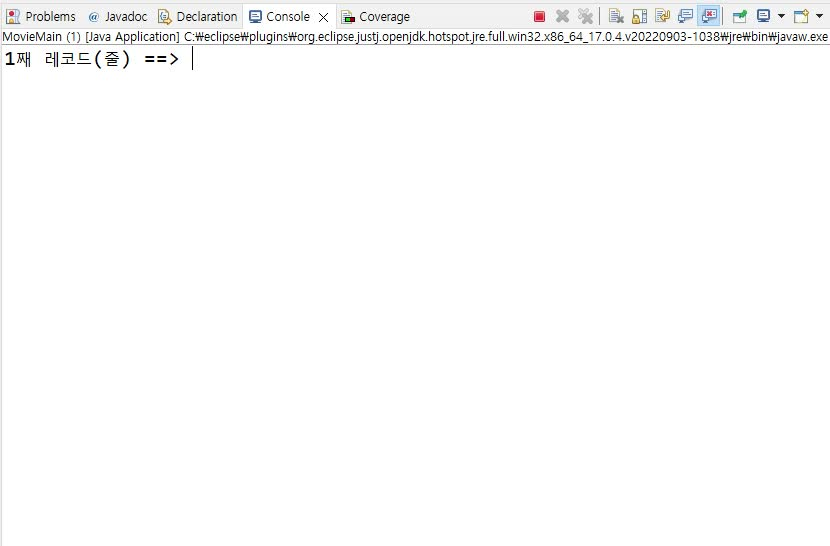 Problems @ Javadoc Declaration Console Coverage
MovieMain (1) [Java Application] C:₩eclipse₩plugins₩org.eclipse.justj.openjdk.hotspot.jre.full.win32.x86_64_17.0.4.v20220903-1038₩jre₩bin₩javaw.exe
1째 레코드(줄) ==>